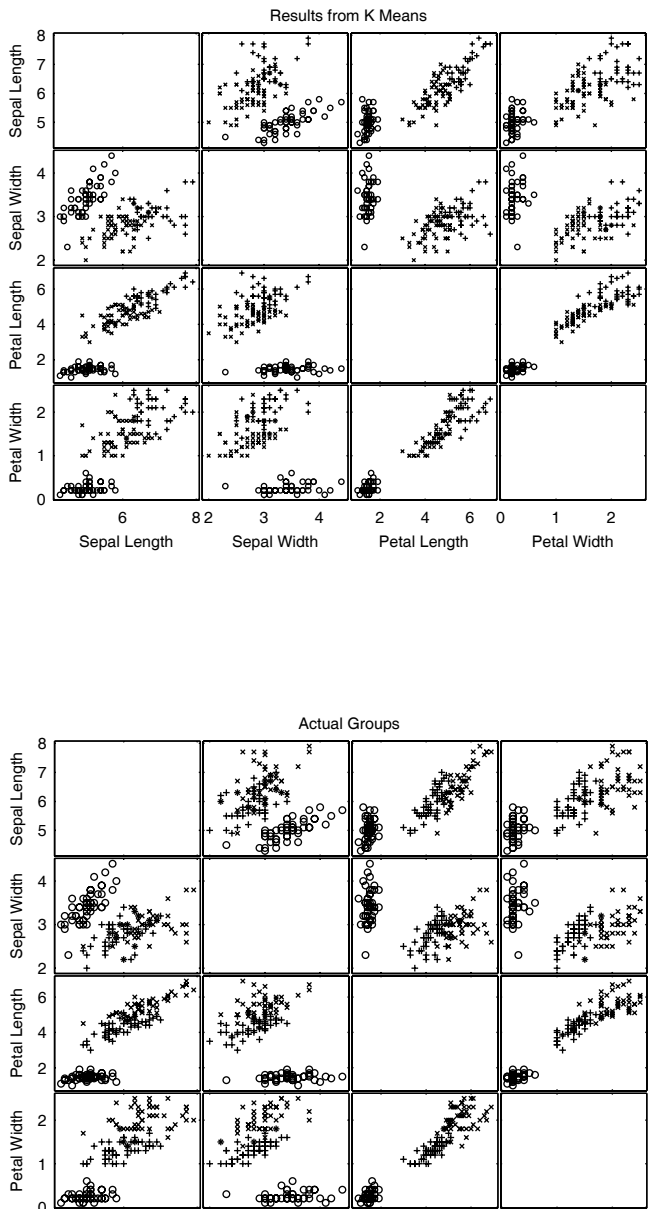 Results from K Means
8
7
6
5
Sepal Length
4
3
2
Sepal Width
6
4
2
Petal Length
2
1
0
Petal Width
6 8 2 3 4 2 4 6 0 1 2
Sepal Length Sepal Width Petal Length Petal Width
Actual Groups
8
7
6
5
Sepal Length
4
3
2
Sepal Width
6
4
2
Petal Length
2
1
0
Petal Width